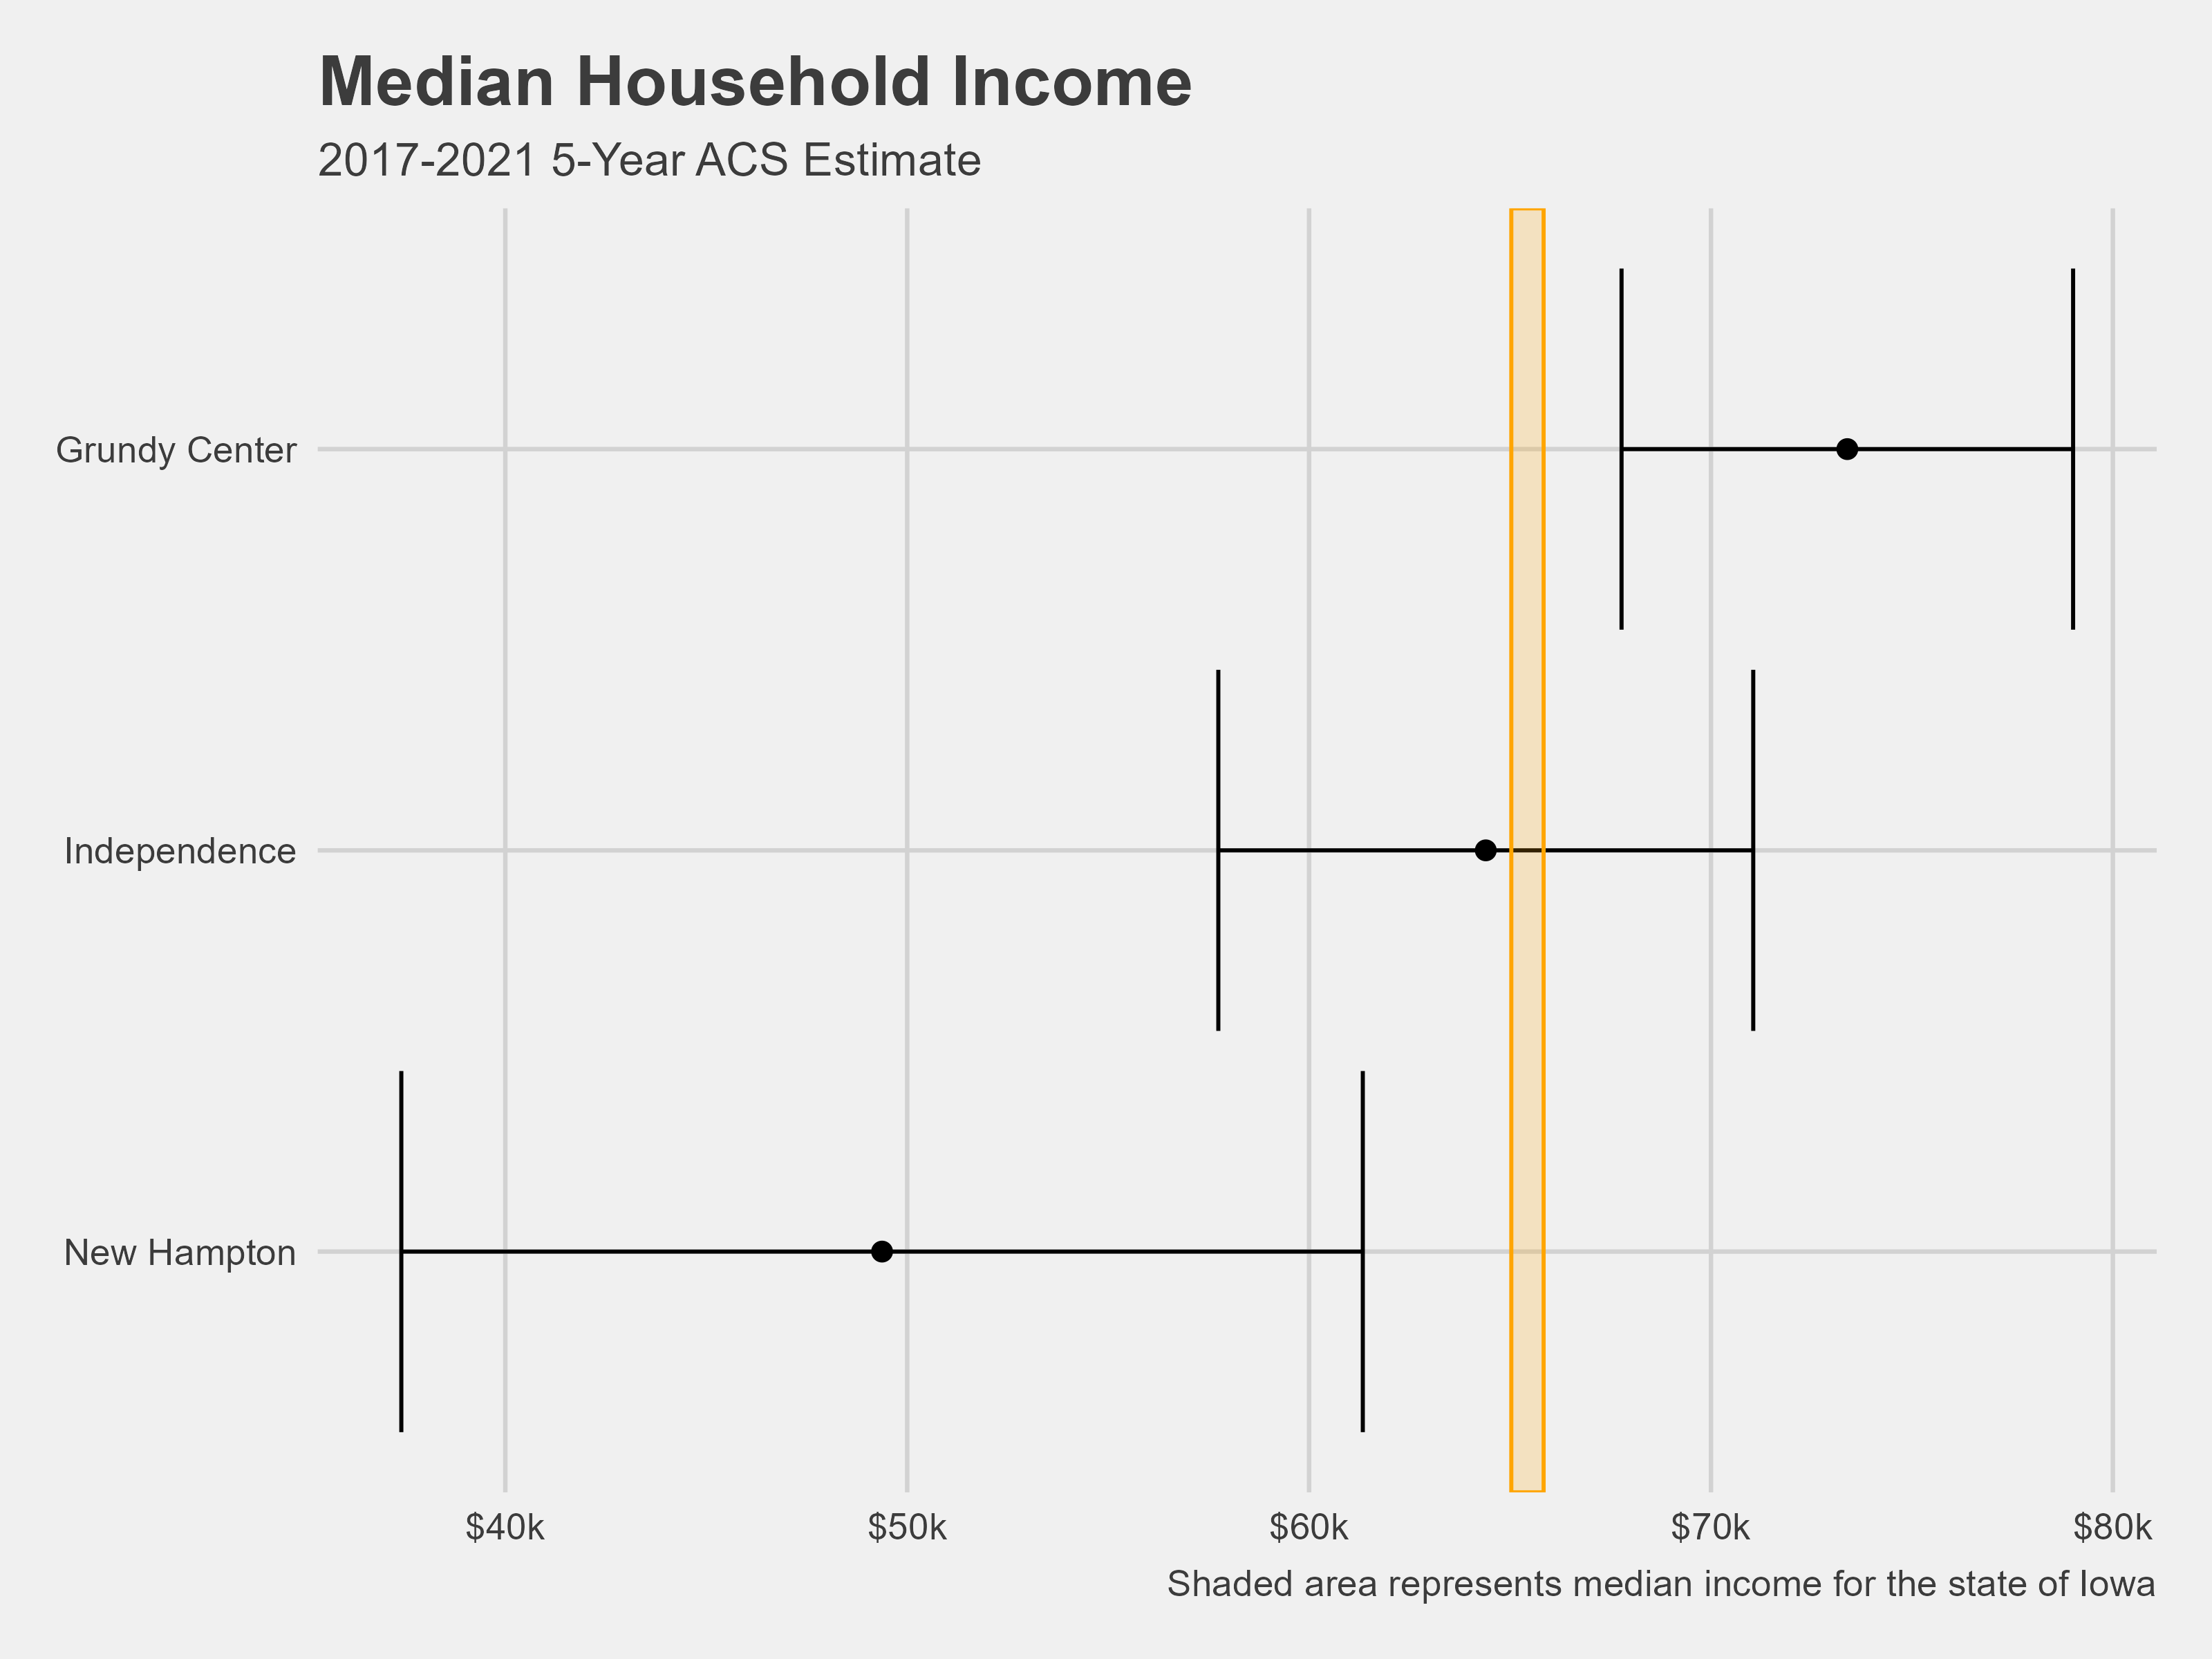 Median Household Income
2017-2021 5-Year ACS Estimate
Grundy Center
Independence
New Hampton
$40k $50k $60k $70k $80k
Shaded area represents median income for the state of Iowa